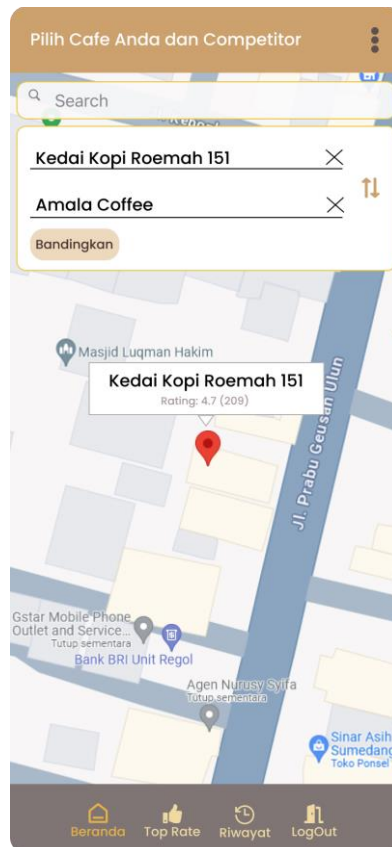 Pilih Cafe Anda dan Competitor
Search
Kedai Kopi Roemah 151
Amala Coffee
Bandingkan
Masjid Luqman Hakim
Kedai Kopi Roemah 151
Rating: 4.7 (209)
Jl. Prabu Geusan Ulun
Gstar Mobile Phone
Outlet and Service...
Tutup sementara
Bank BRI Unit Regol
Agen Nurusy Syifa
Tutup sementara
Sinar Asih
Sumedang
Toko Ponsel
Beranda
Top Rate
Riwayat
LogOut